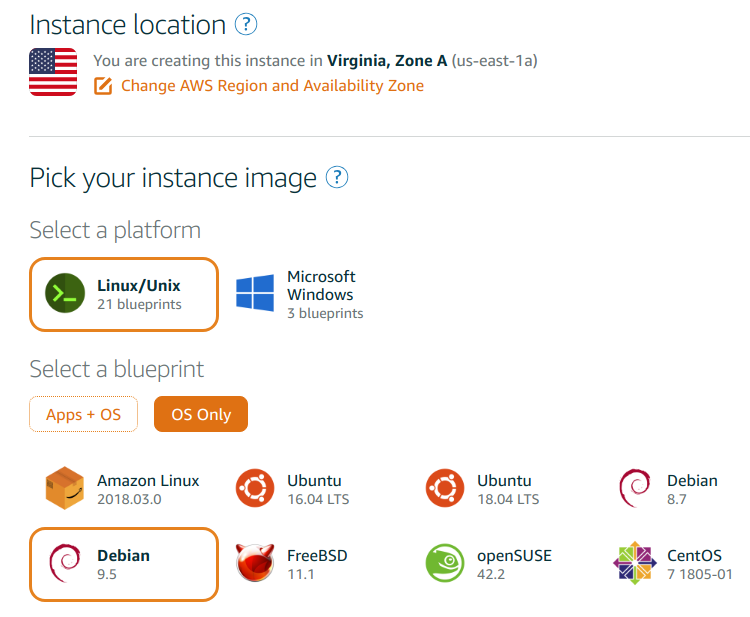 Instance location ?
You are creating this instance in Virginia, Zone A (us-east-1a)
Change AWS Region and Availability Zone
Pick your instance image ?
Select a platform
Linux/Unix
21 blueprints
Microsoft
Windows
3 blueprints
Select a blueprint
Apps + OS
OS Only
Amazon Linux
2018.03.0
Ubuntu
16.04 LTS
Ubuntu
18.04 LTS
Debian
8.7
Debian
9.5
FreeBSD
11.1
openSUSE
42.2
CentOS
7 1805-01